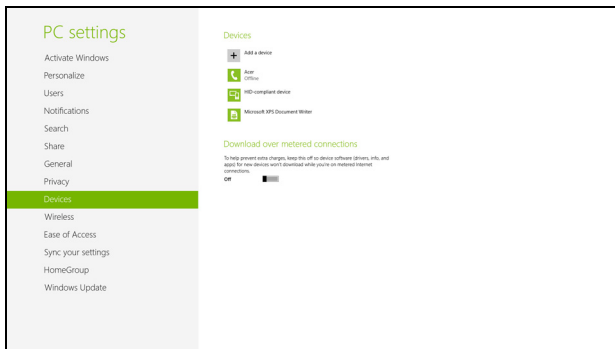 PC settings
Activate Windows
Personalize
Users
Notifications
Search
Share
General
Privacy
Devices
Wireless
Ease of Access
Sync your settings
HomeGroup
Windows Update
Devices
Add a device
Acer
Offline
HID-compliant device
Microsoft XPS Document Writer
Download over metered connections
To help prevent extra charges, keep this off so device software (drivers, info, and
apps) for new devices won't download while you're on metered Internet
connections.
Off